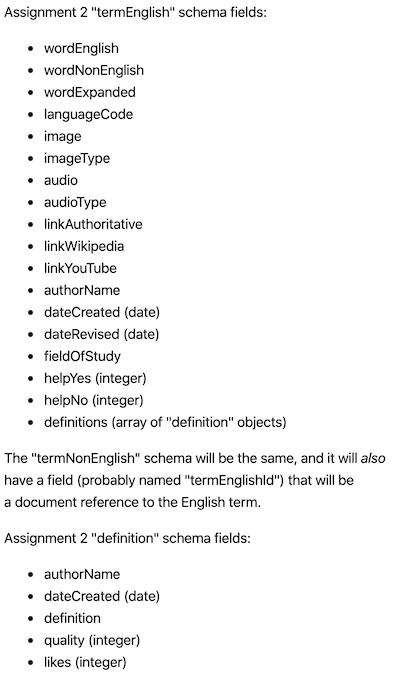 Assignment 2 "termEnglish" schema fields:
• wordEnglish
• wordNonEnglish
• wordExpanded
• languageCode
• image
• imageType
• audio
• audioType
• linkAuthoritative
• linkWikipedia
• linkYouTube
• authorName
• dateCreated (date)
• dateRevised (date)
• fieldOfStudy
• helpYes (integer)
• helpNo (integer)
• definitions (array of "definition" objects)
The "termNonEnglish" schema will be the same, and it will also
have a field (probably named "termEnglishId") that will be
a document reference to the English term.
Assignment 2 "definition" schema fields:
• authorName
• dateCreated (date)
• definition
• quality (integer)
• likes (integer)